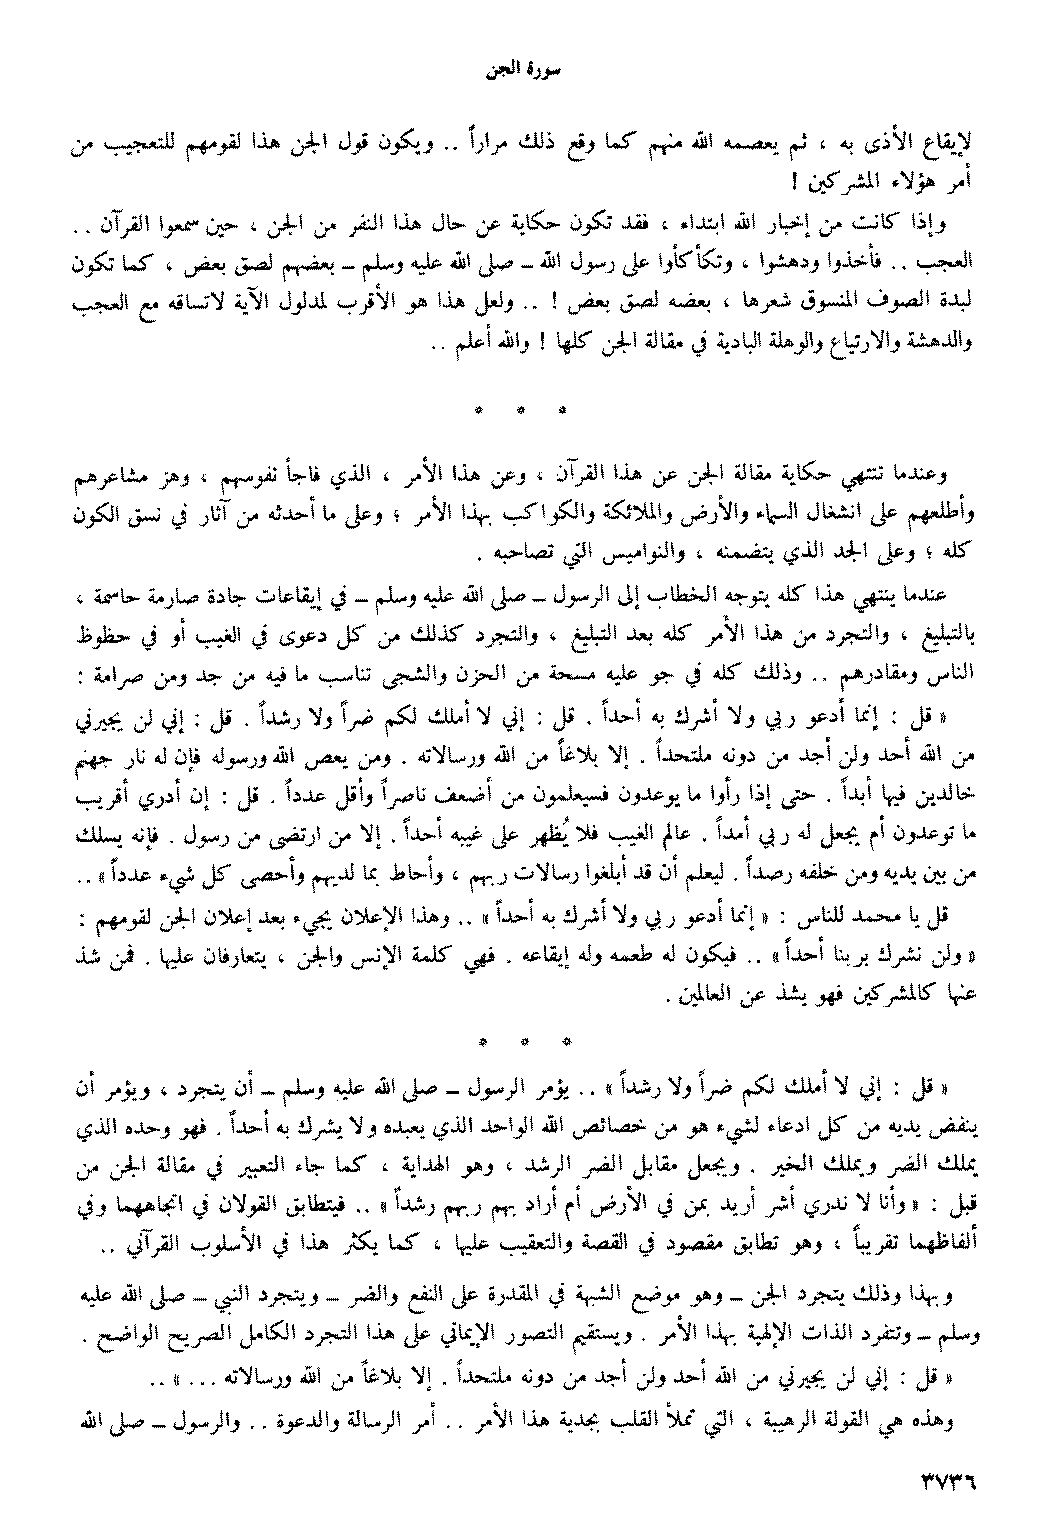 سورة الجن
لإيقاع الأذى به ، ثم يعصمه الله منهم كما وقع ذلك مراراً .. ويكون قول الجن هذا لقومهم للتعجيب من
أمر هؤلاء المشركين !
وإذا كانت من إخبار الله ابتداء ، فقد تكون حكاية عن حال هذا النفر من الجن ، حين سمعوا القرآن ..
العجب .. فأخذوا ودهشوا ، وتكأكأوا على رسول الله – صلى الله عليه وسلم – بعضهم لصق بعض ، كما تكون
لبدة الصوف المنسوق شعرها ، بعضه لصق بعض ! .. ولعل هذا هو الأقرب لمدلول الآية لاتساقه مع العجب
والدهشة والارتياع والوهلة البادية في مقالة الجن كلها ! والله أعلم ..
* * *
وعندما تنتهي حكاية مقالة الجن عن هذا القرآن ، وعن هذا الأمر ، الذي فاجأ نفوسهم ، وهز مشاعرهم
وأطلعهم على انشغال السماء والأرض والملائكة والكواكب بهذا الأمر ؛ وعلى ما أحدثه من آثار في نسق الكون
كله ؛ وعلى الجد الذي يتضمنه ، والنواميس التي تصاحبه .
عندما ينتهي هذا كله يتوجه الخطاب إلى الرسول – صلى الله عليه وسلم – في إيقاعات جادة صارمة حاسمة ،
بالتبليغ ، والتجرد من هذا الأمر كله بعد التبليغ ، والتجرد كذلك من كل دعوى في الغيب أو في حظوظ
الناس ومقادرهم .. وذلك كله في جو عليه مسحة من الحزن والشجى تناسب ما فيه من جد ومن صرامة :
« قل : إنما أدعو ربي ولا أشرك به أحداً . قل : إني لا أملك لكم ضراً ولا رشداً . قل : إني لن يجيرني
من الله أحد ولن أجد من دونه ملتحداً . إلا بلاغاً من الله ورسالاته . ومن يعص الله ورسوله فإن له نار جهنم
خالدين فيها أبداً . حتى إذا رأوا ما يوعدون فسيعلمون من أضعف ناصراً وأقل عدداً . قل : إن أدري أقريب
ما توعدون أم يجعل له ربي أمداً . عالم الغيب فلا يُظهر على غيبه أحداً . إلا من ارتضى من رسول . فإنه يسلك
من بين يديه ومن خلفه رصداً . ليعلم أن قد أبلغوا رسالات ربهم ، وأحاط بما لديهم وأحصى كل شيء عدداً » ..
قل يا محمد للناس : « إنما أدعو ربي ولا أشرك به أحداً » .. وهذا الإعلان يجيء بعد إعلان الجن لقومهم :
« ولن نشرك بربنا أحداً » .. فيكون له طعمه وله إيقاعه . فهي كلمة الإنس والجن ، يتعارفان عليها . فمن شذ
عنها كالمشركين فهو يشذ عن العالمين .
* * *
« قل : إني لا أملك لكم ضراً ولا رشداً » .. يؤمر الرسول – صلى الله عليه وسلم – أن يتجرد ، ويؤمر أن
ينفض يديه من كل ادعاء لشيء هو من خصائص الله الواحد الذي يعبده ولا يشرك به أحداً . فهو وحده الذي
يملك الضر ويملك الخير . ويجعل مقابل الضر الرشد ، وهو الهداية ، كما جاء التعبير في مقالة الجن من
قبل : « وأنا لا ندري أشر أريد بمن في الأرض أم أراد بهم ربهم رشداً » .. فيتطابق القولان في اتجاههما وفي
ألفاظهما تقريباً ، وهو تطابق مقصود في القصة والتعقيب عليها ، كما يكثر هذا في الأسلوب القرآني ..
وبهذا وذلك يتجرد الجن – وهو موضع الشبهة في المقدرة على النفع والضر – ويتجرد النبي – صلى الله عليه
وسلم – وتتفرد الذات الإلهية بهذا الأمر . ويستقيم التصور الإيماني على هذا التجرد الكامل الصريح الواضح .
« قل : إني لن يجيرني من الله أحد ولن أجد من دونه ملتحداً . إلا بلاغاً من الله ورسالاته ... » ..
وهذه هي القولة الرهيبة ، التي تملأ القلب بجدية هذا الأمر .. أمر الرسالة والدعوة .. والرسول – صلى الله
٣٧٣٦